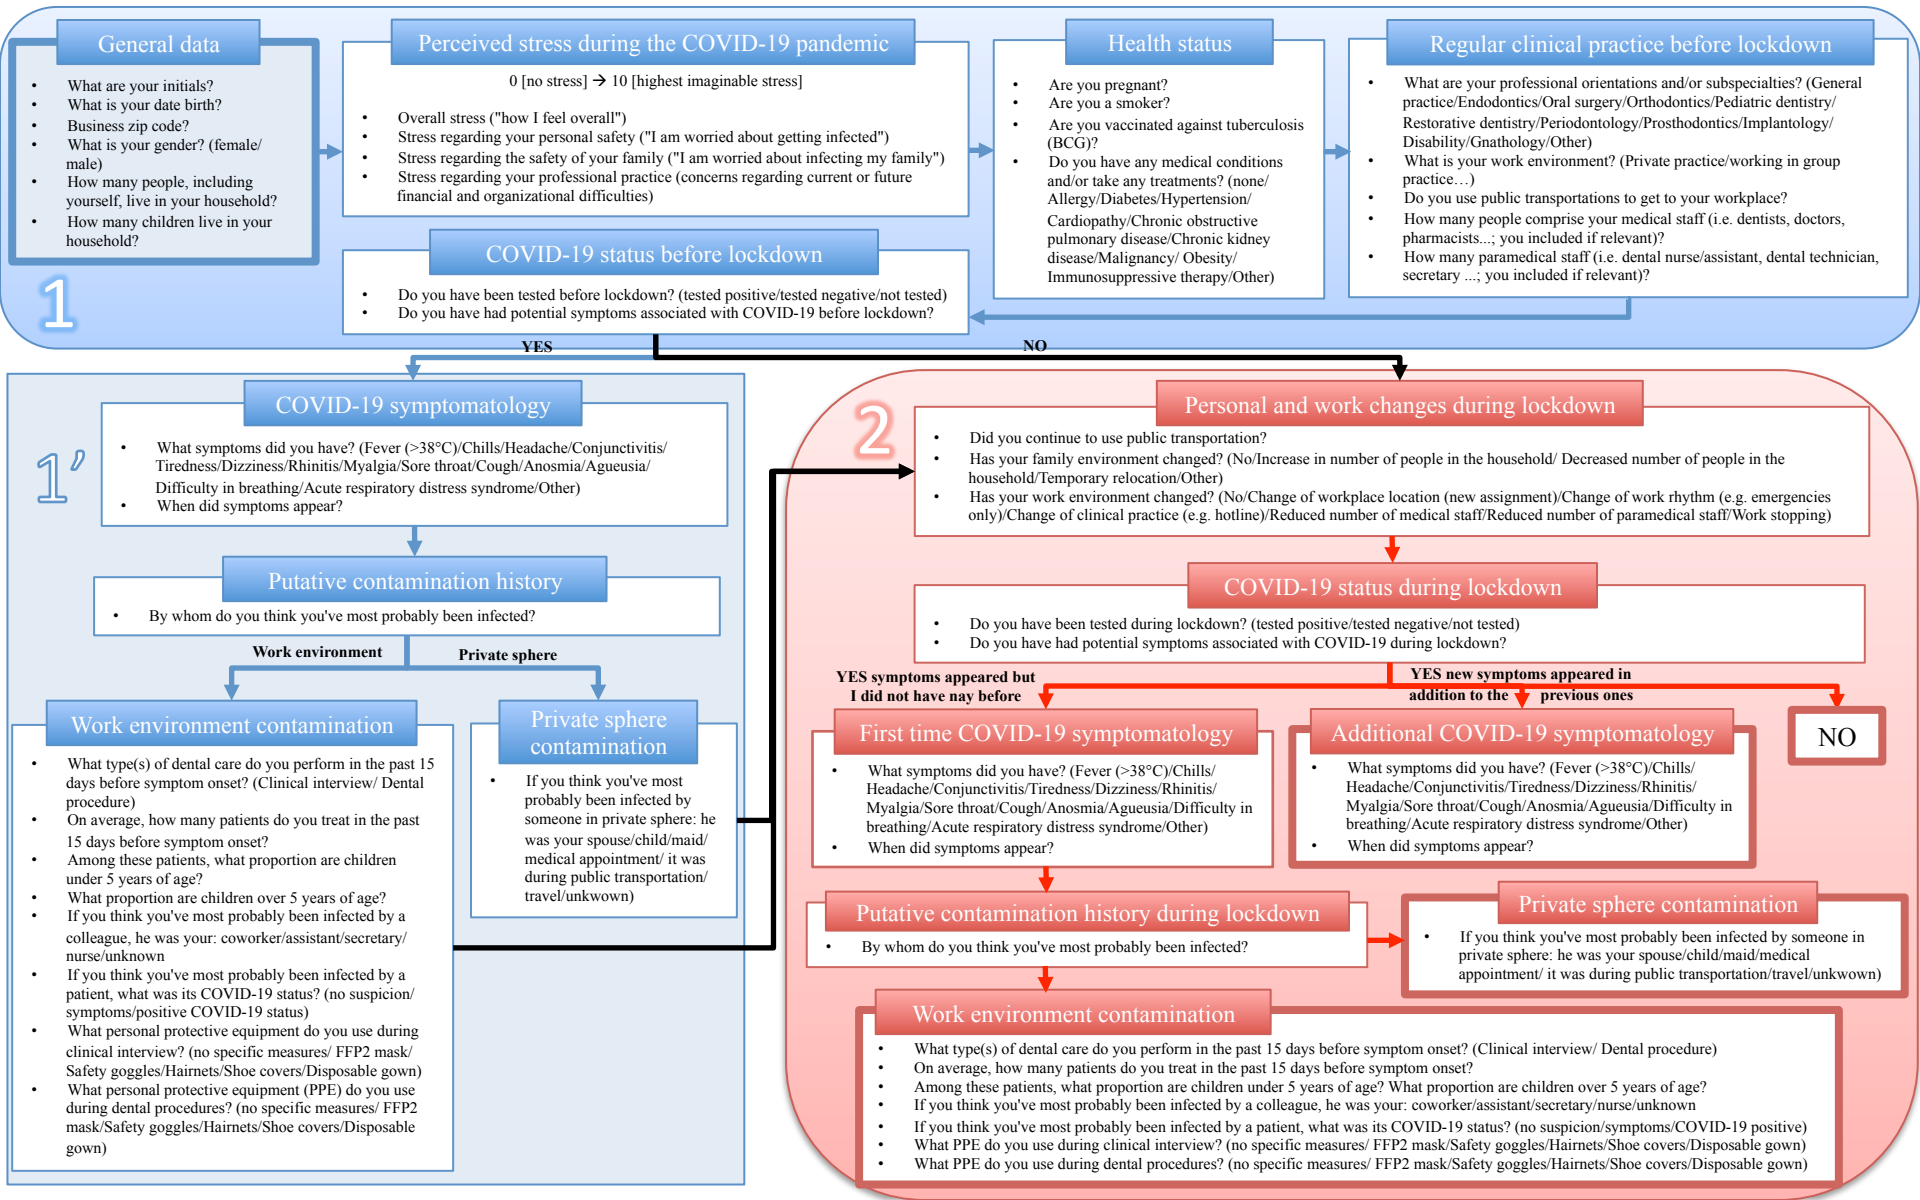 General data
• What are your initials?
• What is your date birth?
• Business zip code?
• What is your gender? (female/
male)
• How many people, including
yourself, live in your household?
• How many children live in your
household?
1
Perceived stress during the COVID-19 pandemic
0 [no stress] → 10 [highest imaginable stress]
• Overall stress ("how I feel overall")
• Stress regarding your personal safety ("I am worried about getting infected")
• Stress regarding the safety of your family ("I am worried about infecting my family")
• Stress regarding your professional practice (concerns regarding current or future
financial and organizational difficulties)
Health status
• Are you pregnant?
• Are you a smoker?
• Are you vaccinated against tuberculosis
(BCG)?
• Do you have any medical conditions
and/or take any treatments? (none/
Allergy/Diabetes/Hypertension/
Cardiopathy/Chronic obstructive
pulmonary disease/Chronic kidney
disease/Malignancy/ Obesity/
Immunosuppressive therapy/Other)
Regular clinical practice before lockdown
• What are your professional orientations and/or subspecialties? (General
practice/Endodontics/Oral surgery/Orthodontics/Pediatric dentistry/
Restorative dentistry/Periodontology/Prosthodontics/Implantology/
Disability/Gnathology/Other)
• What is your work environment? (Private practice/working in group
practice…)
• Do you use public transportations to get to your workplace?
• How many people comprise your medical staff (i.e. dentists, doctors,
pharmacists...; you included if relevant)?
• How many paramedical staff (i.e. dental nurse/assistant, dental technician,
secretary ...; you included if relevant)?
COVID-19 status before lockdown
• Do you have been tested before lockdown? (tested positive/tested negative/not tested)
• Do you have had potential symptoms associated with COVID-19 before lockdown?
YES
NO
1'
COVID-19 symptomatology
• What symptoms did you have? (Fever (>38°C)/Chills/Headache/Conjunctivitis/
Tiredness/Dizziness/Rhinitis/Myalgia/Sore throat/Cough/Anosmia/Agueusia/
Difficulty in breathing/Acute respiratory distress syndrome/Other)
• When did symptoms appear?
Putative contamination history
• By whom do you think you've most probably been infected?
Work environment
Private sphere
Work environment contamination
• What type(s) of dental care do you perform in the past 15
days before symptom onset? (Clinical interview/ Dental
procedure)
• On average, how many patients do you treat in the past
15 days before symptom onset?
• Among these patients, what proportion are children
under 5 years of age?
• What proportion are children over 5 years of age?
• If you think you've most probably been infected by a
colleague, he was your: coworker/assistant/secretary/
nurse/unknown
• If you think you've most probably been infected by a
patient, what was its COVID-19 status? (no suspicion/
symptoms/positive COVID-19 status)
• What personal protective equipment do you use during
clinical interview? (no specific measures/ FFP2 mask/
Safety goggles/Hairnets/Shoe covers/Disposable gown)
• What personal protective equipment (PPE) do you use
during dental procedures? (no specific measures/ FFP2
mask/Safety goggles/Hairnets/Shoe covers/Disposable
gown)
Private sphere
contamination
• If you think you've most
probably been infected by
someone in private sphere: he
was your spouse/child/maid/
medical appointment/ it was
during public transportation/
travel/unkwown)
2
Personal and work changes during lockdown
• Did you continue to use public transportation?
• Has your family environment changed? (No/Increase in number of people in the household/ Decreased number of people in the
household/Temporary relocation/Other)
• Has your work environment changed? (No/Change of workplace location (new assignment)/Change of work rhythm (e.g. emergencies
only)/Change of clinical practice (e.g. hotline)/Reduced number of medical staff/Reduced number of paramedical staff/Work stopping)
COVID-19 status during lockdown
• Do you have been tested during lockdown? (tested positive/tested negative/not tested)
• Do you have had potential symptoms associated with COVID-19 during lockdown?
YES symptoms appeared but
I did not have nay before
YES new symptoms appeared in
addition to the previous ones
First time COVID-19 symptomatology
• What symptoms did you have? (Fever (>38°C)/Chills/
Headache/Conjunctivitis/Tiredness/Dizziness/Rhinitis/
Myalgia/Sore throat/Cough/Anosmia/Agueusia/Difficulty in
breathing/Acute respiratory distress syndrome/Other)
• When did symptoms appear?
Additional COVID-19 symptomatology
• What symptoms did you have? (Fever (>38°C)/Chills/
Headache/Conjunctivitis/Tiredness/Dizziness/Rhinitis/
Myalgia/Sore throat/Cough/Anosmia/Agueusia/Difficulty in
breathing/Acute respiratory distress syndrome/Other)
• When did symptoms appear?
NO
Putative contamination history during lockdown
• By whom do you think you've most probably been infected?
Private sphere contamination
• If you think you've most probably been infected by someone in
private sphere: he was your spouse/child/maid/medical
appointment/ it was during public transportation/travel/unkwown)
Work environment contamination
• What type(s) of dental care do you perform in the past 15 days before symptom onset? (Clinical interview/ Dental procedure)
• On average, how many patients do you treat in the past 15 days before symptom onset?
• Among these patients, what proportion are children under 5 years of age? What proportion are children over 5 years of age?
• If you think you've most probably been infected by a colleague, he was your: coworker/assistant/secretary/nurse/unknown
• If you think you've most probably been infected by a patient, what was its COVID-19 status? (no suspicion/symptoms/COVID-19 positive)
• What PPE do you use during clinical interview? (no specific measures/ FFP2 mask/Safety goggles/Hairnets/Shoe covers/Disposable gown)
• What PPE do you use during dental procedures? (no specific measures/ FFP2 mask/Safety goggles/Hairnets/Shoe covers/Disposable gown)